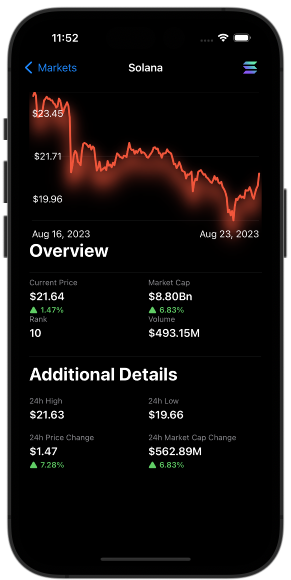 11:52
Markets
Solana
$23.45
$21.71
$19.96
Aug 16, 2023
Aug 23, 2023
Overview
Current Price
Market Cap
$21.64
$8.80Bn
1.47%
6.83%
Rank
Volume
10
$493.15M
Additional Details
24h High
24h Low
$21.63
$19.66
24h Price Change
24h Market Cap Change
$1.47
$562.89M
7.28%
6.83%